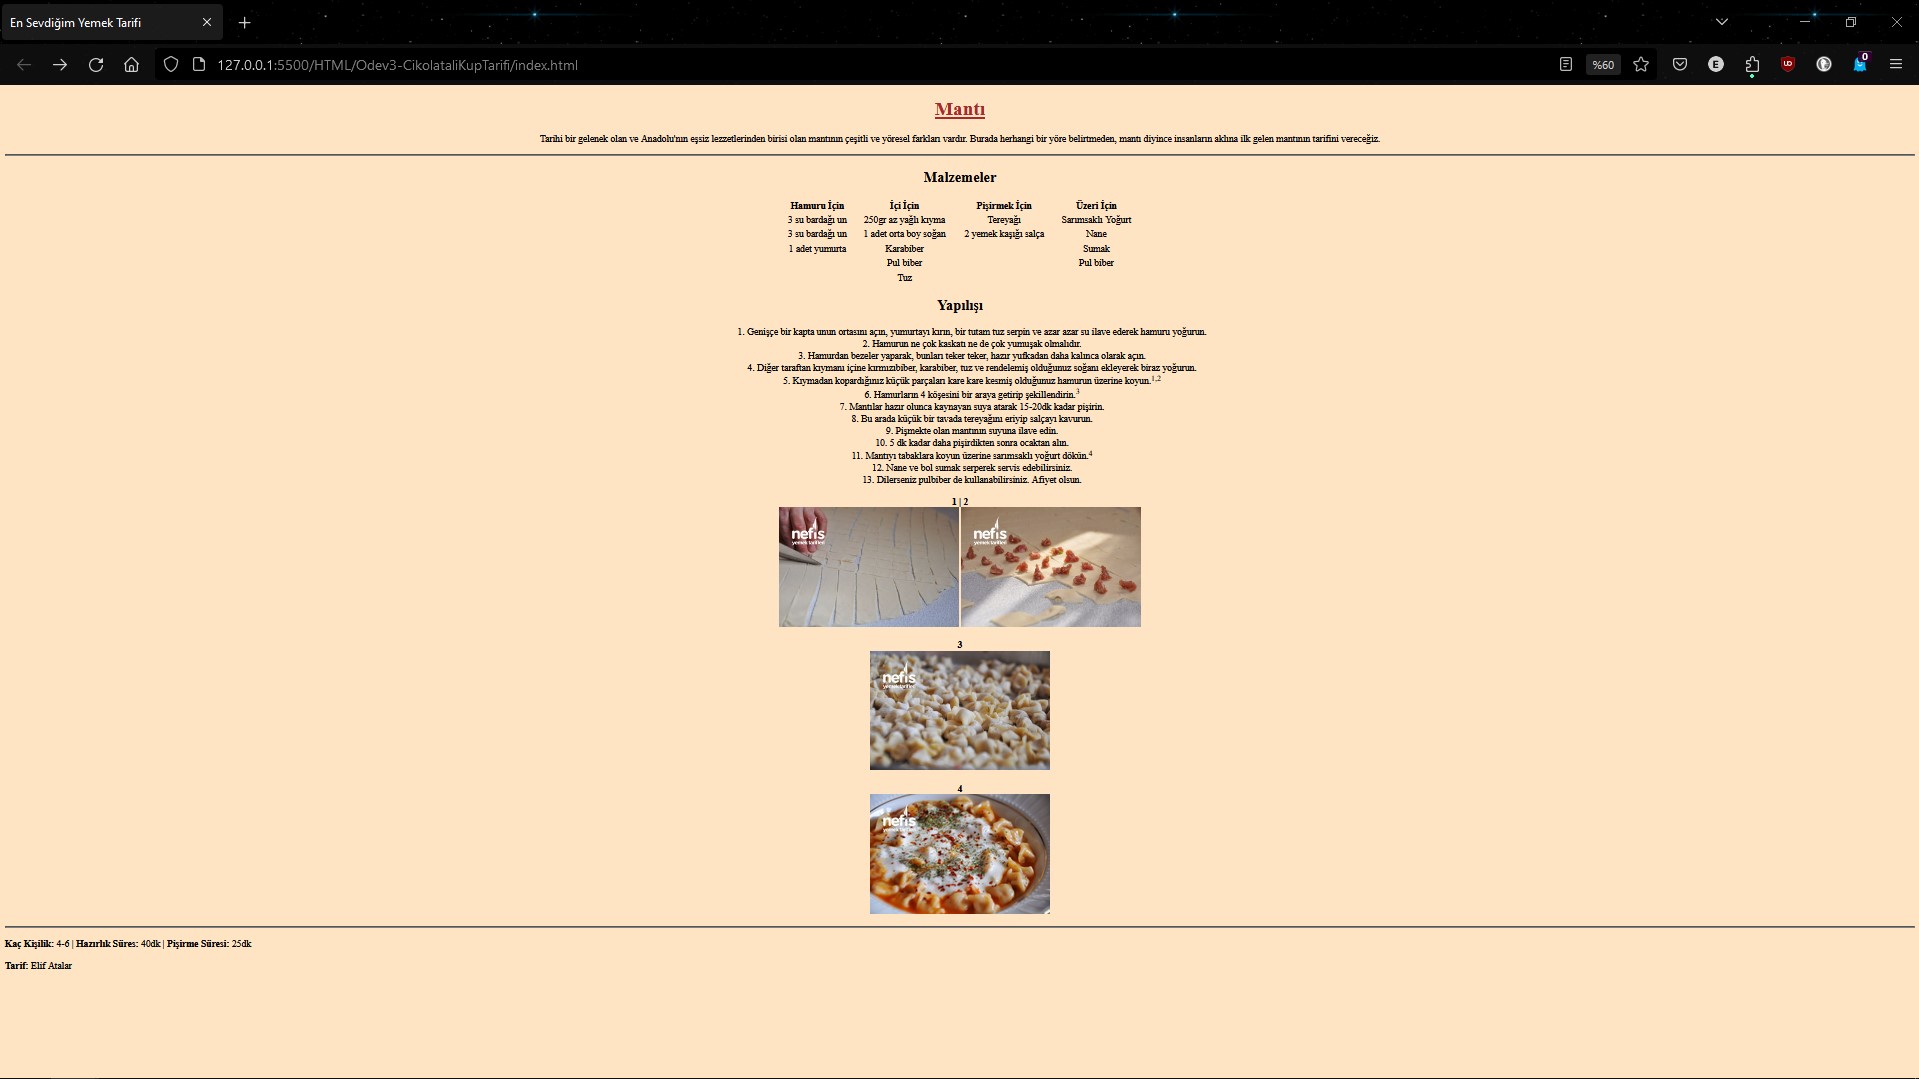 En Sevdiğim Yemek Tarifi
127.0.0.1:5500/HTML/Odev3-CikolataliKupTarifi/index.html
%60
E
0
Mantı
Tarihi bir gelenek olan ve Anadolu'nın eşsiz lezzetlerinden birisi olan mantının çeşitli ve yöresel farkları vardır. Burada herhangi bir yöre belirtmeden, mantı diyince insanların aklına ilk gelen mantının tarifini vereceğiz.
Malzemeler
Hamuru İçin İçi İçin Pişirmek İçin Üzeri İçin
3 su bardağı un 250gr az yağlı kıyma Tereyağı Sarımsaklı Yoğurt
3 su bardağı un 1 adet orta boy soğan 2 yemek kaşığı salça Nane
1 adet yumurta Karabiber Sumak
Pul biber Pul biber
Tuz
Yapılışı
1. Genişçe bir kapta unun ortasını açın, yumurtayı kırın, bir tutam tuz serpin ve azar azar su ilave ederek hamuru yoğurun.
2. Hamurun ne çok kaskatı ne de çok yumuşak olmalıdır.
3. Hamurdan bezeler yaparak, bunları teker teker, hazır yufkadan daha kalınca olarak açın.
4. Diğer taraftan kıymanı içine kırmızıbiber, karabiber, tuz ve rendelemiş olduğunuz soğanı ekleyerek biraz yoğurun.
5. Kıymadan kopardığınız küçük parçaları kare kare kesmiş olduğunuz hamurun üzerine koyun.1,2
6. Hamurların 4 köşesini bir araya getirip şekillendirin.3
7. Mantılar hazır olunca kaynayan suya atarak 15-20dk kadar pişirin.
8. Bu arada küçük bir tavada tereyağını eriyip salçayı kavurun.
9. Pişmekte olan mantının suyuna ilave edin.
10. 5 dk kadar daha pişirdikten sonra ocaktan alın.
11. Mantıyı tabaklara koyun üzerine sarımsaklı yoğurt dökün.4
12. Nane ve bol sumak serperek servis edebilirsiniz.
13. Dilerseniz pulbiber de kullanabilirsiniz. Afiyet olsun.
1 | 2
nefis
yemek tarifleri
nefis
yemek tarifleri
3
nefis
yemek tarifleri
4
nefis
yemek tarifleri
Kaç Kişilik: 4-6 | Hazırlık Süres: 40dk | Pişirme Süresi: 25dk
Tarif: Elif Atalar